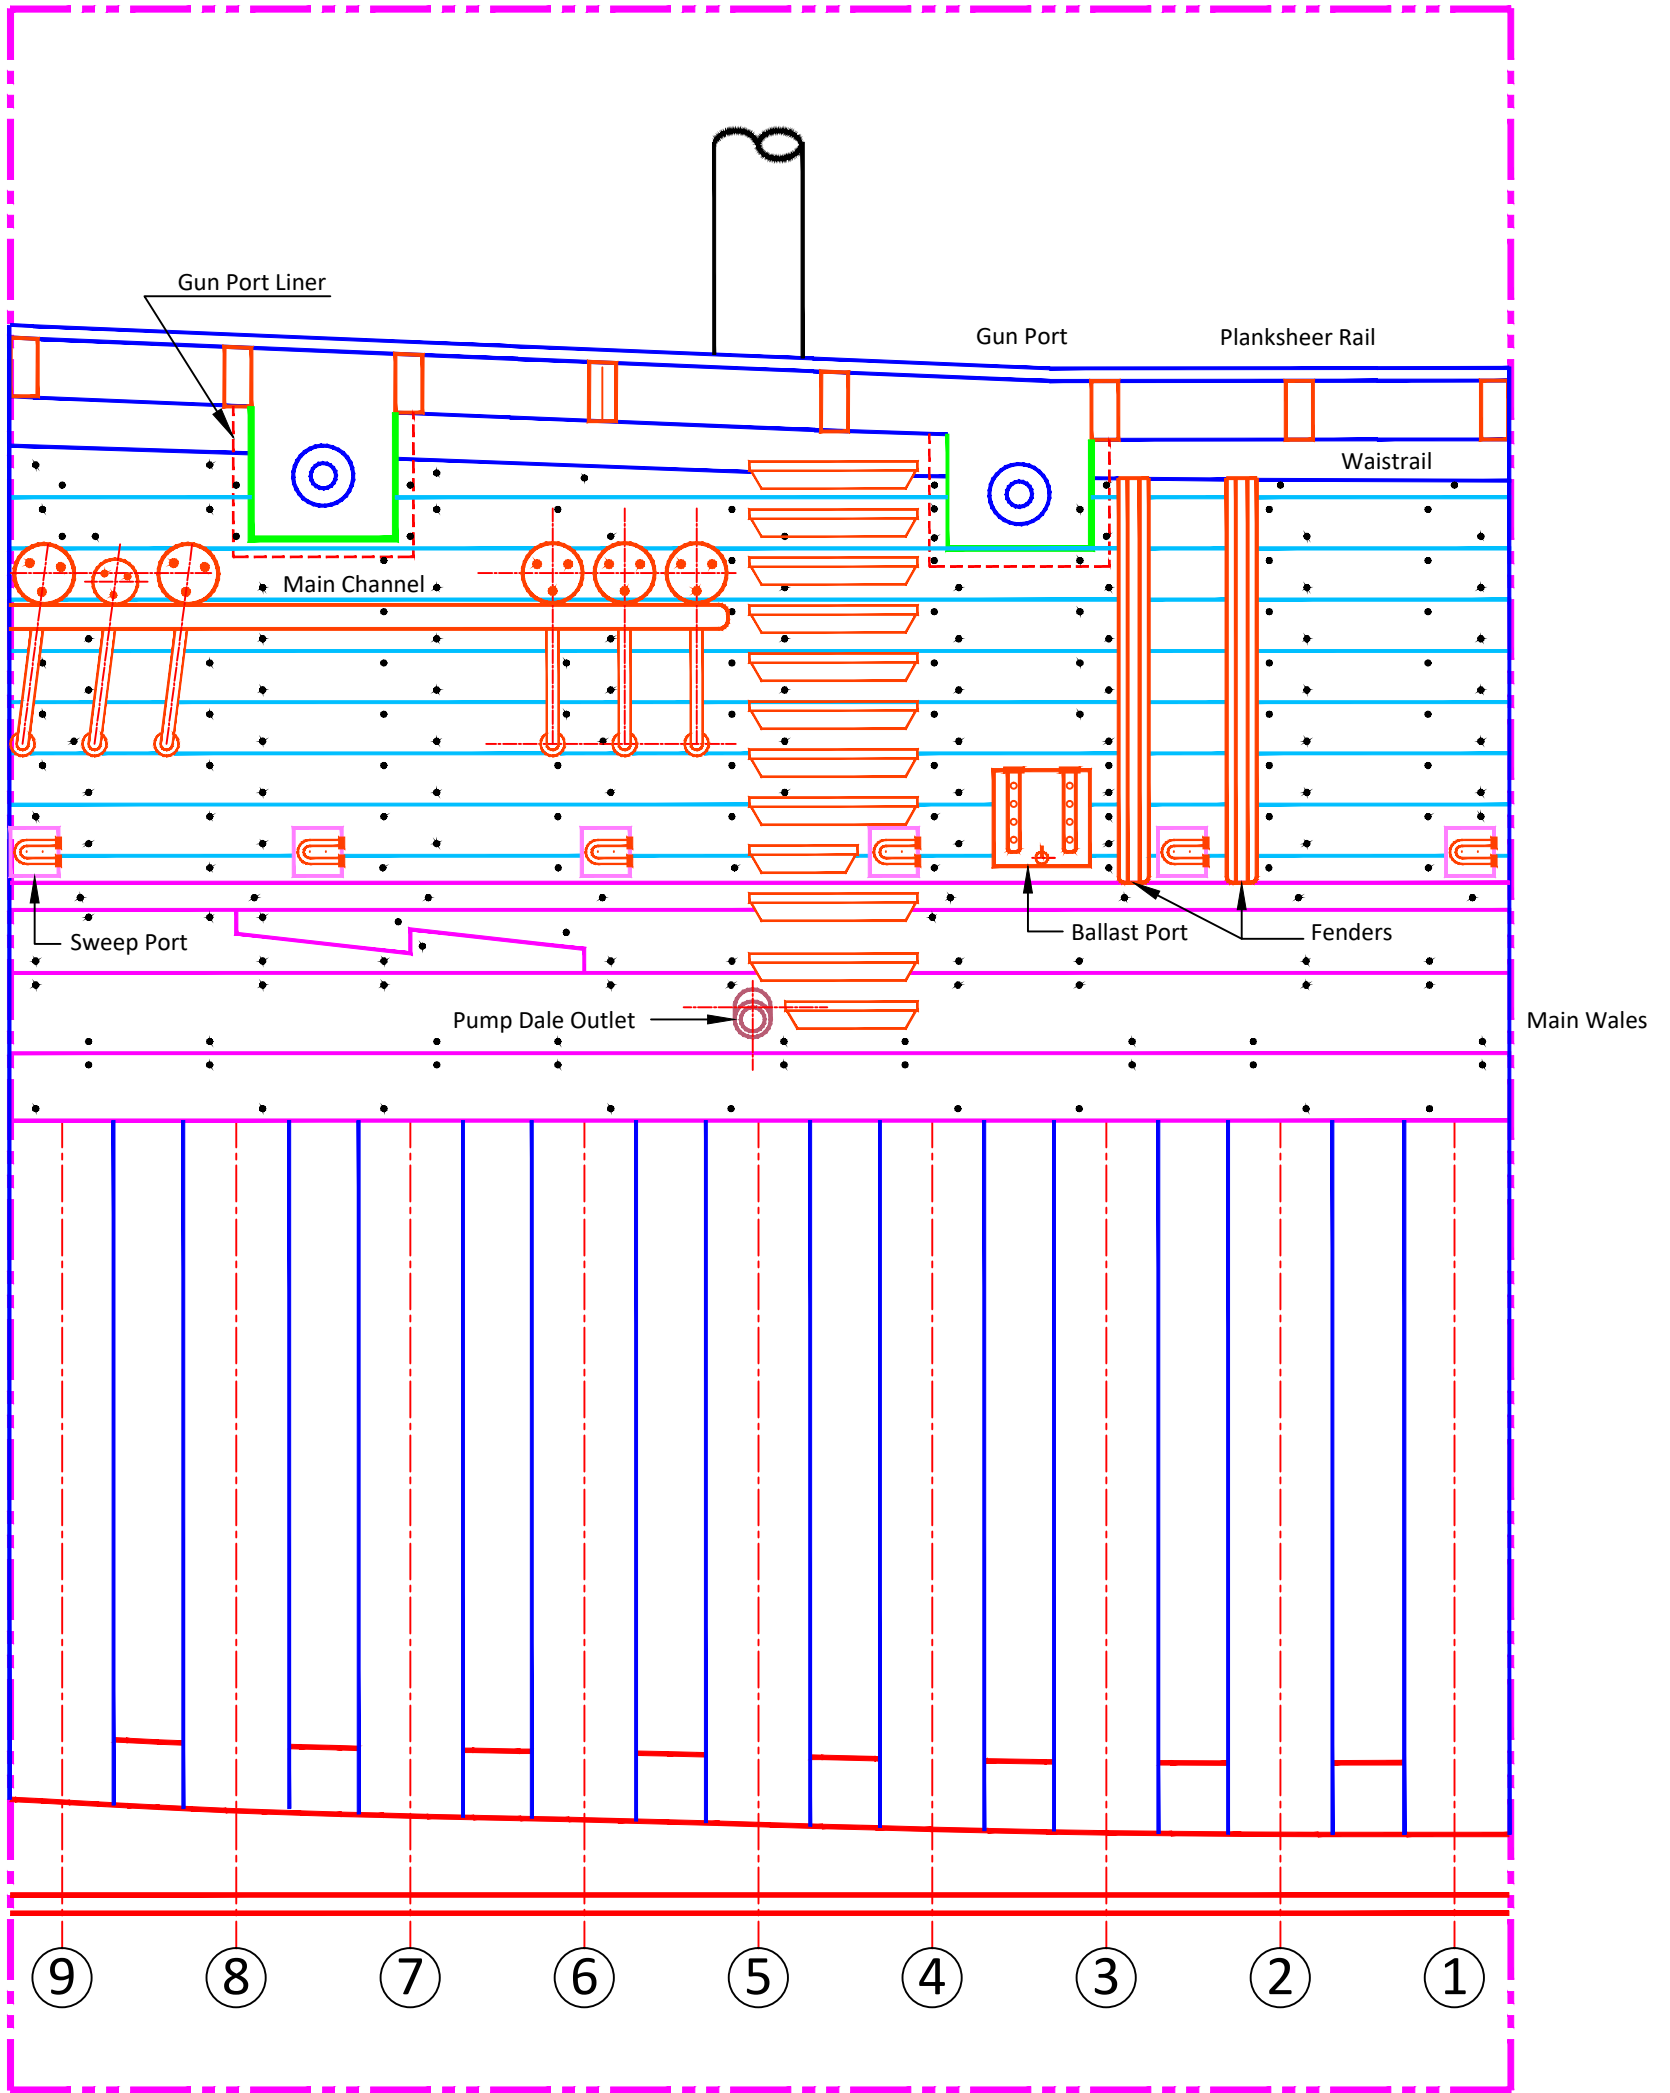 Gun Port Liner
Gun Port
Planksheer Rail
Waistrail
Main Channel
Sweep Port
Ballast Port
Fenders
Pump Dale Outlet
Main Wales
9
8
7
6
5
4
3
2
1